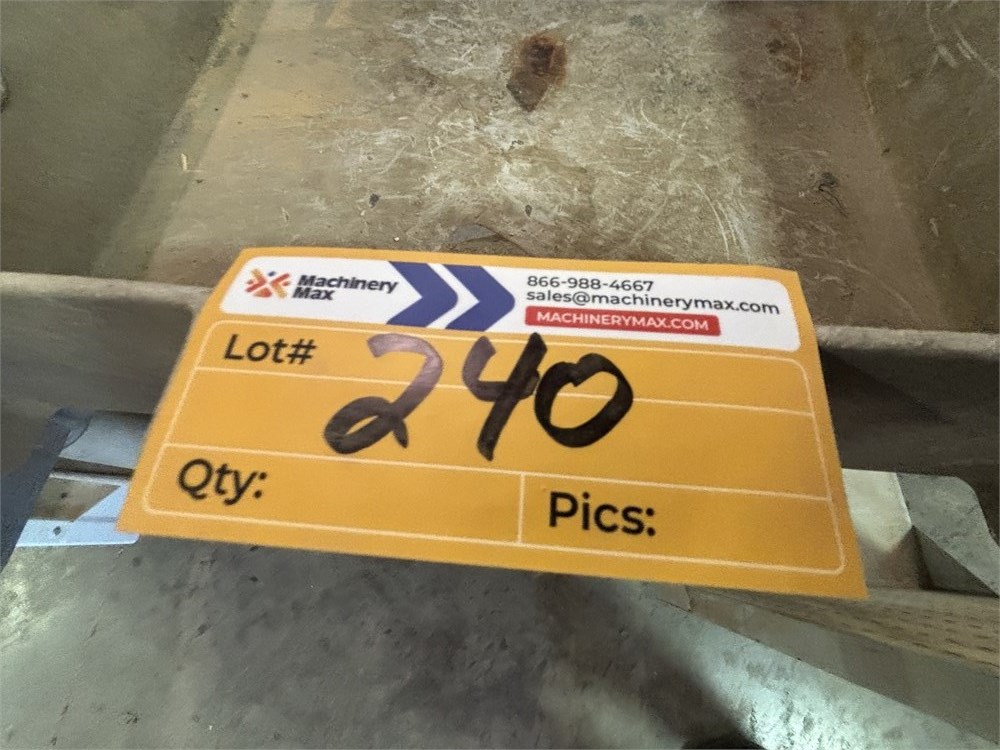 Machinery
Max
866-988-4667
sales@machinerymax.com
MACHINERYMAX.COM
Lot# 240
Qty:
Pics: